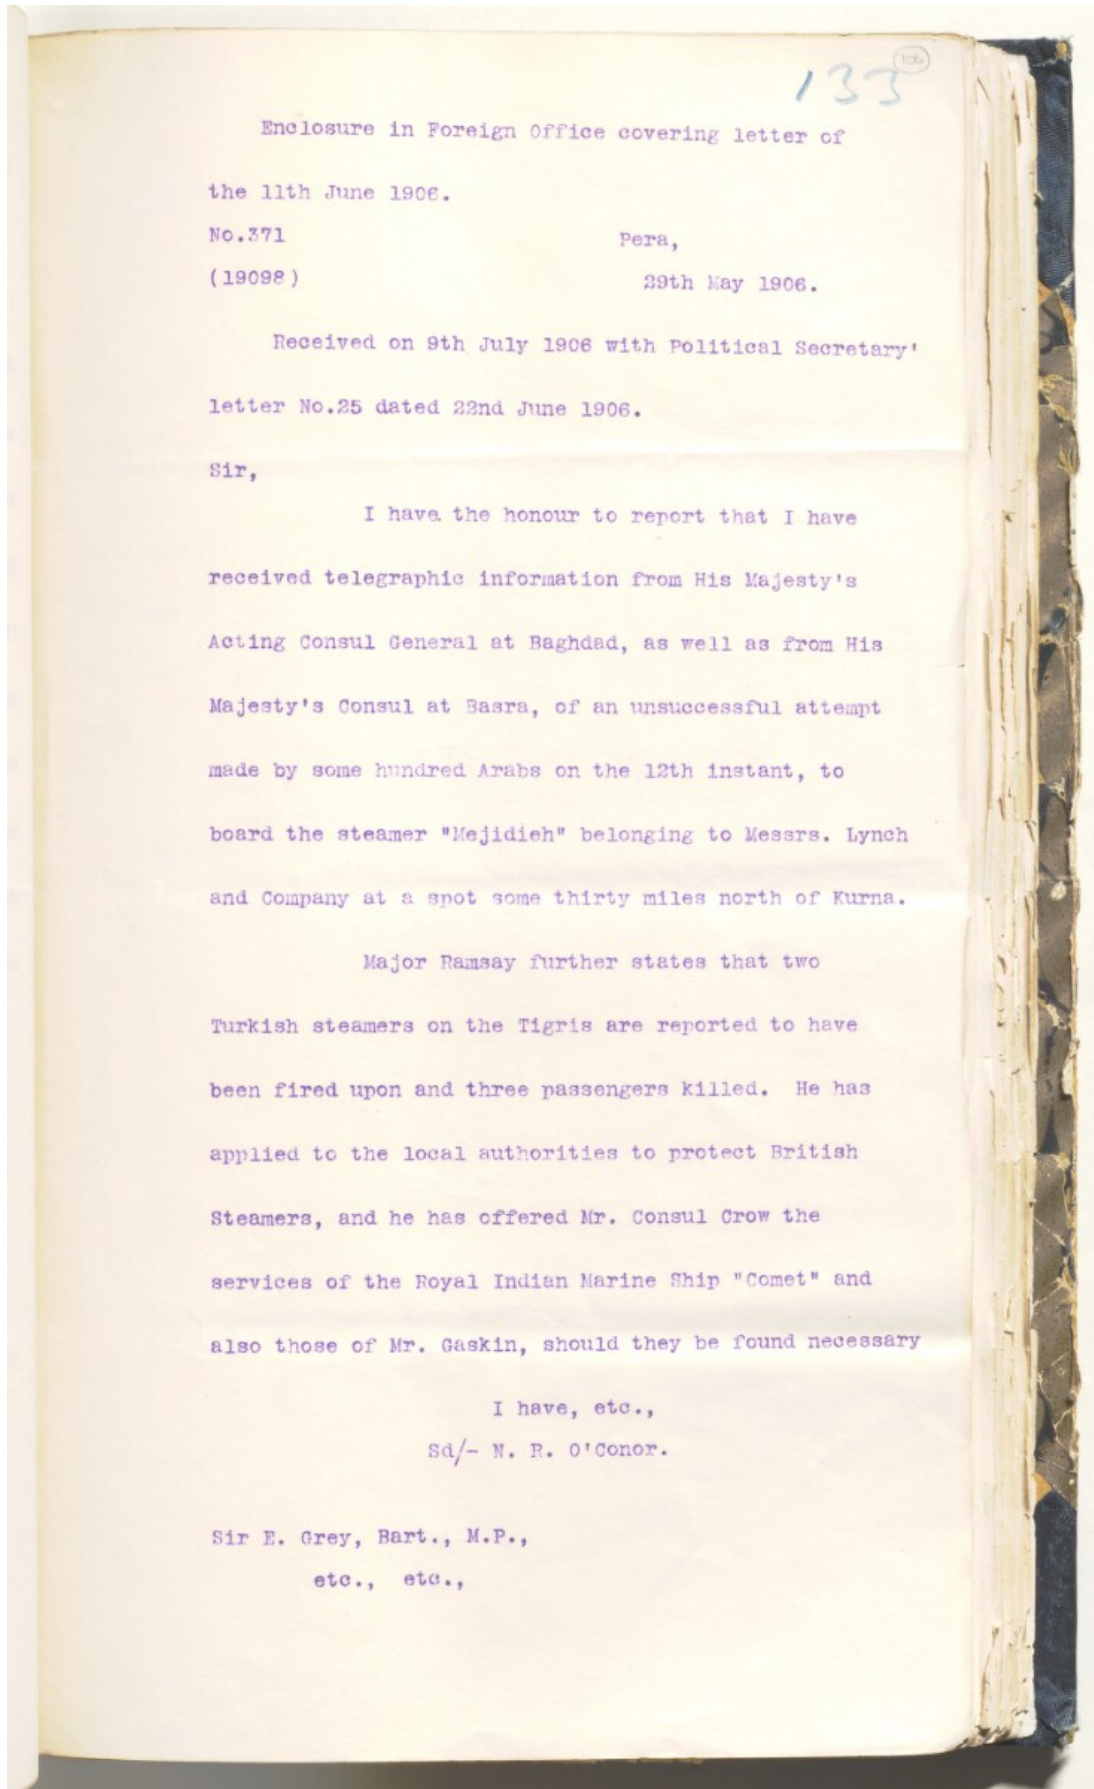 133
106
Enclosure in Foreign Office covering letter of
the 11th June 1906.
No.371
Pera,
(19098)
29th May 1906.
Received on 9th July 1906 with Political Secretary'
letter No.25 dated 22nd June 1906.
Sir,
I have the honour to report that I have
received telegraphic information from His Majesty's
Acting Consul General at Baghdad, as well as from His
Majesty's Consul at Basra, of an unsuccessful attempt
made by some hundred Arabs on the 12th instant, to
board the steamer "Mejidieh" belonging to Messrs. Lynch
and Company at a spot some thirty miles north of Kurna.
Major Ramsay further states that two
Turkish steamers on the Tigris are reported to have
been fired upon and three passengers killed. He has
applied to the local authorities to protect British
Steamers, and he has offered Mr. Consul Crow the
services of the Royal Indian Marine Ship "Comet" and
also those of Mr. Gaskin, should they be found necessary
I have, etc.,
Sd/- N. R. O'Conor.
Sir E. Grey, Bart., M.P.,
etc., etc.,